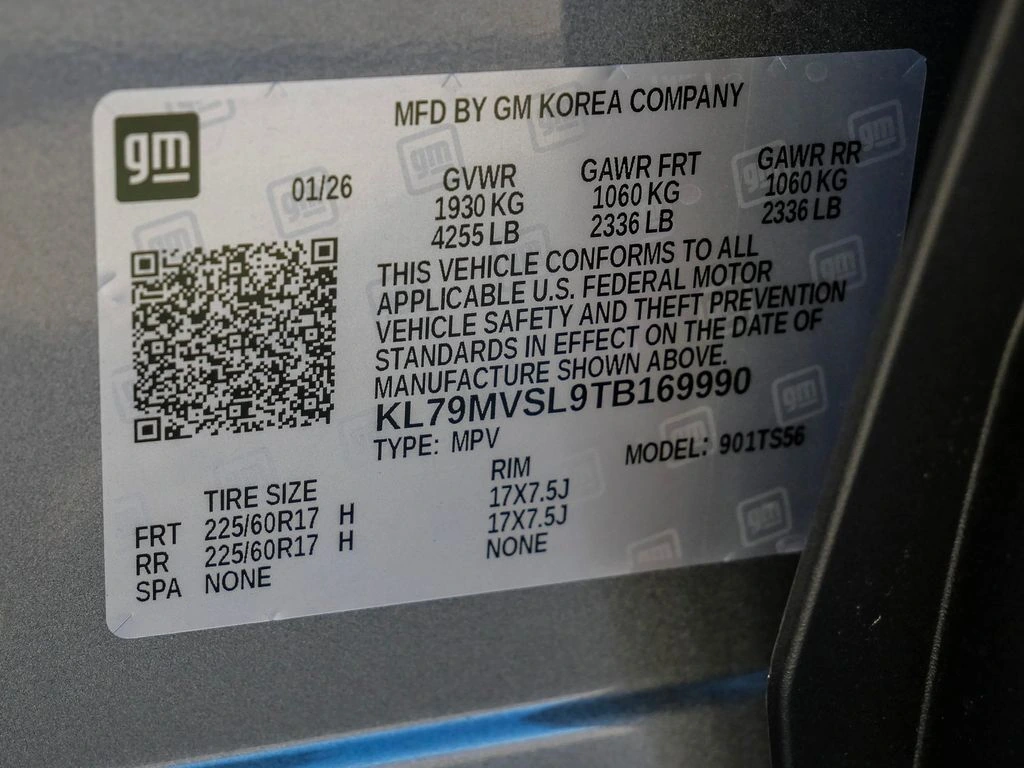 gm
MFD BY GM KOREA COMPANY
01/26
GVWR GAWR FRT GAWR RR
1930 KG 1060 KG 1060 KG
4255 LB 2336 LB 2336 LB
THIS VEHICLE CONFORMS TO ALL
APPLICABLE U.S. FEDERAL MOTOR
VEHICLE SAFETY AND THEFT PREVENTION
STANDARDS IN EFFECT ON THE DATE OF
MANUFACTURE SHOWN ABOVE.
KL79MVSL9TB169990
TYPE: MPV MODEL: 901TS56
TIRE SIZE RIM
FRT 225/60R17 H 17X7.5J
RR 225/60R17 H 17X7.5J
SPA NONE NONE